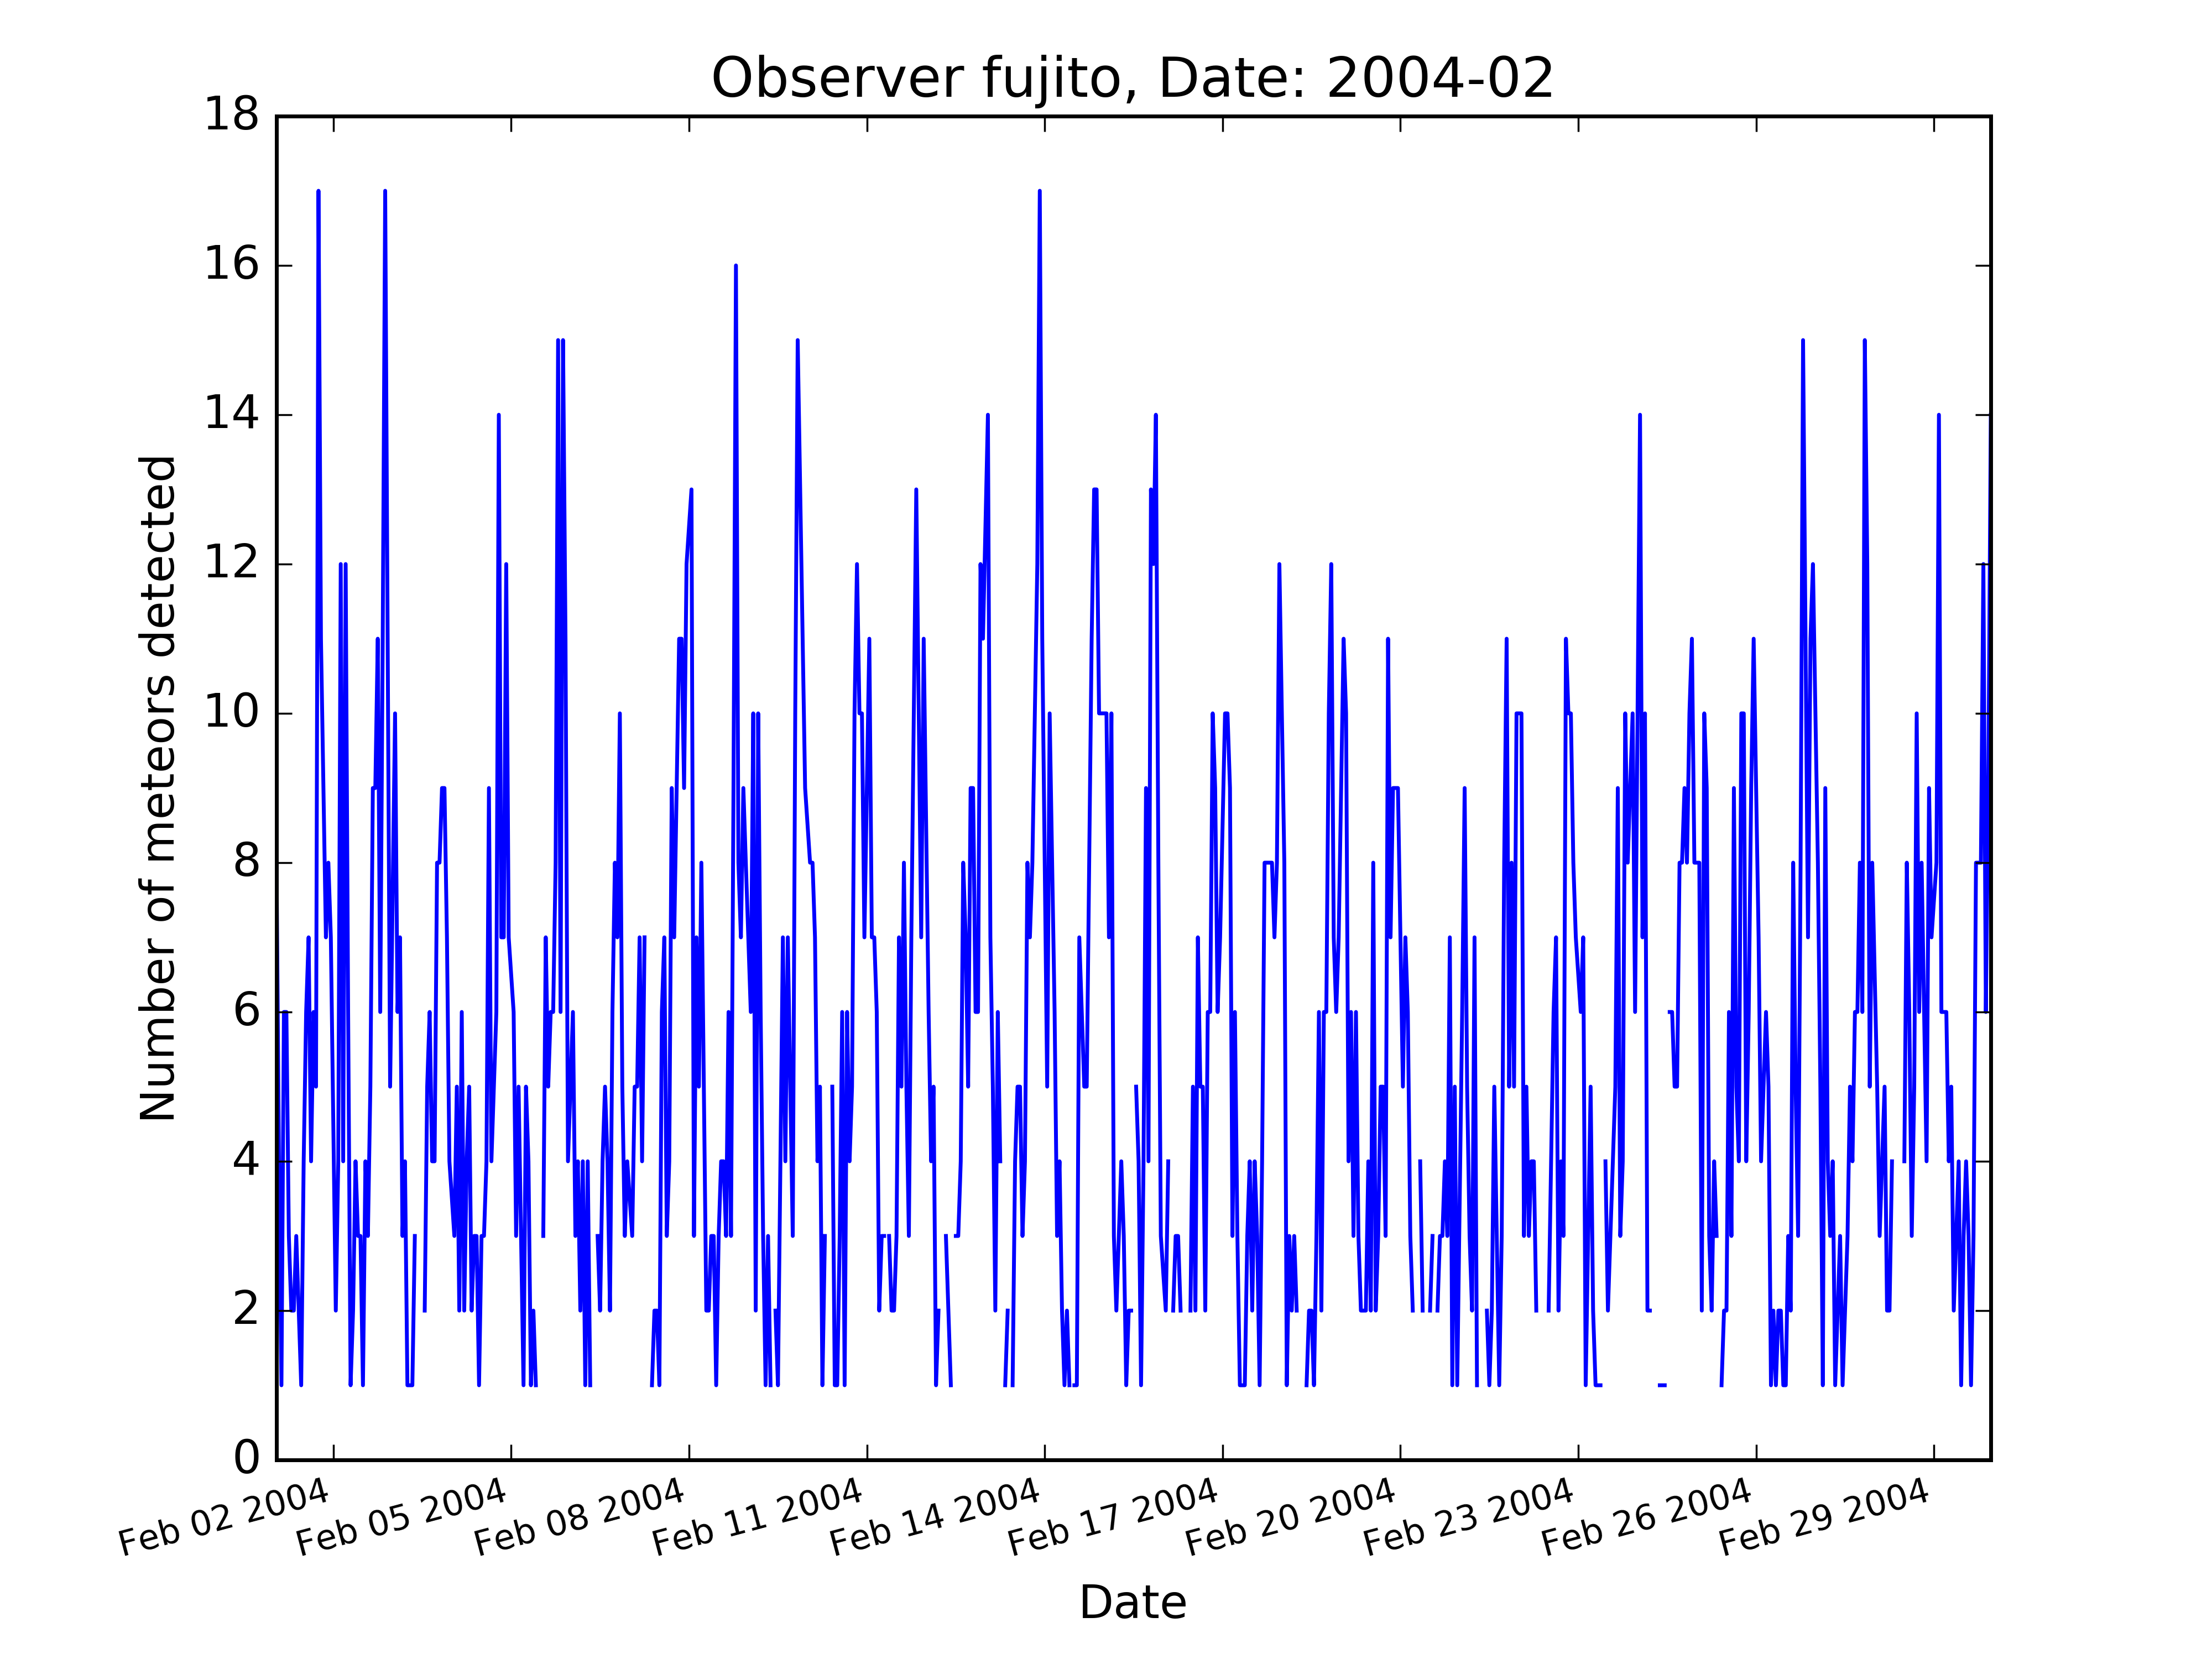 Observer fujito, Date: 2004-02
Number of meteors detected
18
16
14
12
10
8
6
4
2
0
Feb 02 2004
Feb 05 2004
Feb 08 2004
Feb 11 2004
Feb 14 2004
Feb 17 2004
Feb 20 2004
Feb 23 2004
Feb 26 2004
Feb 29 2004
Date